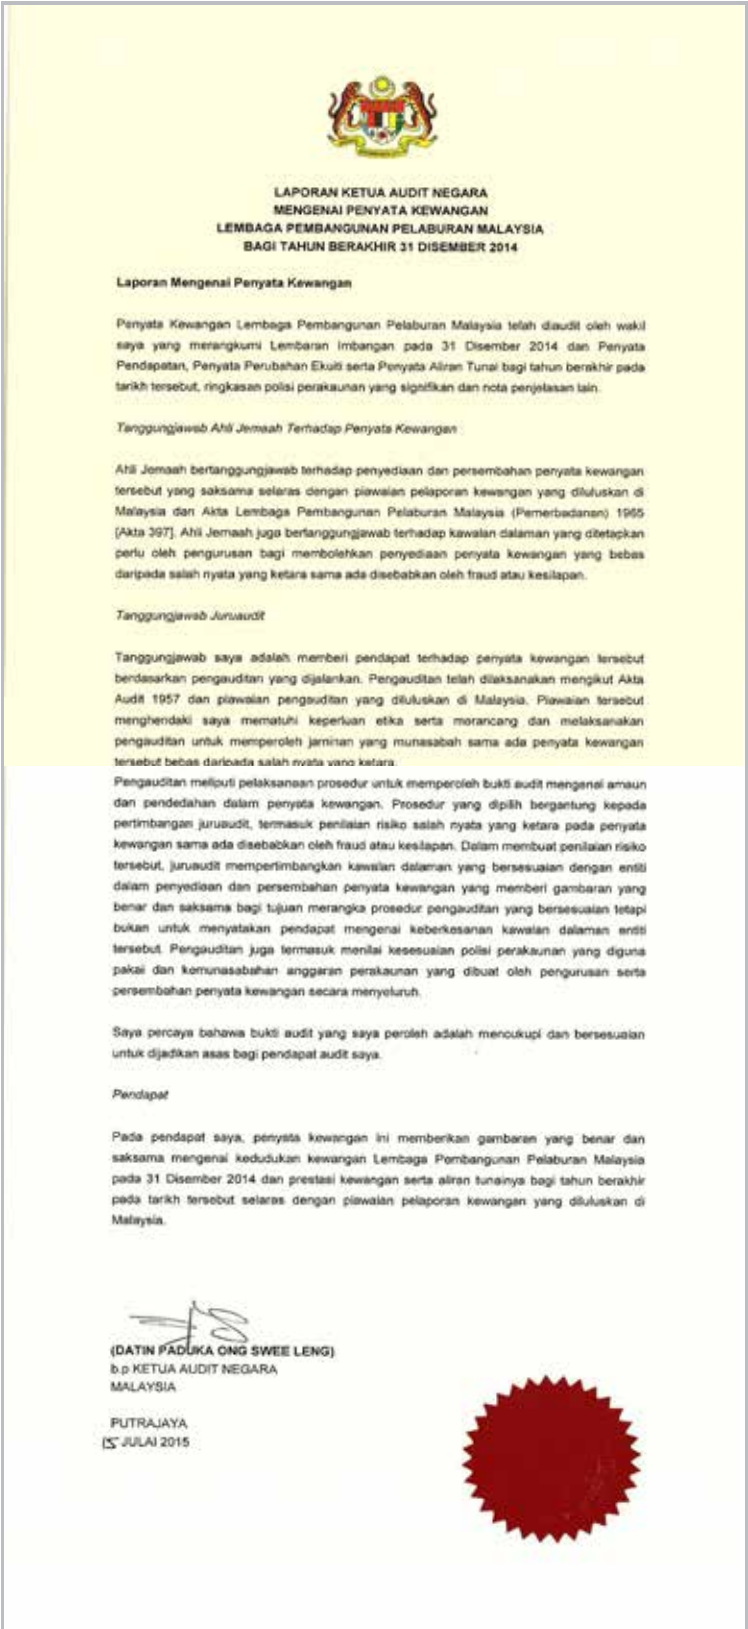 LAPORAN KETUA AUDIT NEGARA
MENGENAI PENYATA KEWANGAN
LEMBAGA PEMBANGUNAN PELABURAN MALAYSIA
BAGI TAHUN BERAKHIR 31 DISEMBER 2014
Laporan Mengenai Penyata Kewangan
Penyata Kewangan Lembaga Pembangunan Pelaburan Malaysia telah diaudit oleh wakil
saya yang merangkumi Lembaran Imbangan pada 31 Disember 2014 dan Penyata
Pendapatan, Penyata Perubahan Ekuiti serta Penyata Aliran Tunai bagi tahun berakhir pada
tarikh tersebut, ringkasan polisi perakaunan yang signifikan dan nota penjelasan lain.
Tanggungjawab Ahli Jemaah Terhadap Penyata Kewangan
Ahli Jemaah bertanggungjawab terhadap penyediaan dan persembahan penyata kewangan
tersebut yang saksama selaras dengan piawaian pelaporan kewangan yang diluluskan di
Malaysia dan Akta Lembaga Pembangunan Pelaburan Malaysia (Pemerbadanan) 1965
[Akta 397]. Ahli Jemaah juga bertanggungjawab terhadap kawalan dalaman yang ditetapkan
perlu oleh pengurusan bagi membolehkan penyediaan penyata kewangan yang bebas
daripada salah nyata yang ketara sama ada disebabkan oleh fraud atau kesilapan.
Tanggungjawab Juruaudit
Tanggungjawab saya adalah memberi pendapat terhadap penyata kewangan tersebut
berdasarkan pengauditan yang dijalankan. Pengauditan telah dilaksanakan mengikut Akta
Audit 1957 dan piawaian pengauditan yang diluluskan di Malaysia. Piawaian tersebut
menghendaki saya mematuhi keperluan etika serta merancang dan melaksanakan
pengauditan untuk memperoleh jaminan yang munasabah sama ada penyata kewangan
tersebut bebas daripada salah nyata yang ketara.
Pengauditan meliputi pelaksanaan prosedur untuk memperoleh bukti audit mengenai amaun
dan pendedahan dalam penyata kewangan. Prosedur yang dipilih bergantung kepada
pertimbangan juruaudit, termasuk penilaian risiko salah nyata yang ketara pada penyata
kewangan sama ada disebabkan oleh fraud atau kesilapan. Dalam membuat penilaian risiko
tersebut, juruaudit mempertimbangkan kawalan dalaman yang bersesuaian dengan entiti
dalam penyediaan dan persembahan penyata kewangan yang memberi gambaran yang
benar dan saksama bagi tujuan merangka prosedur pengauditan yang bersesuaian tetapi
bukan untuk menyatakan pendapat mengenai keberkesanan kawalan dalaman entiti
tersebut. Pengauditan juga termasuk menilai kesesuaian polisi perakaunan yang diguna
pakai dan kemunasabahan anggaran perakaunan yang dibuat oleh pengurusan serta
persembahan penyata kewangan secara menyeluruh.
Saya percaya bahawa bukti audit yang saya peroleh adalah mencukupi dan bersesuaian
untuk dijadikan asas bagi pendapat audit saya.
Pendapat
Pada pendapat saya, penyata kewangan ini memberikan gambaran yang benar dan
saksama mengenai kedudukan kewangan Lembaga Pembangunan Pelaburan Malaysia
pada 31 Disember 2014 dan prestasi kewangan serta aliran tunainya bagi tahun berakhir
pada tarikh tersebut selaras dengan piawaian pelaporan kewangan yang diluluskan di
Malaysia.
(DATIN PADUKA ONG SWEE LENG)
b.p KETUA AUDIT NEGARA
MALAYSIA
PUTRAJAYA
15 JULAI 2015